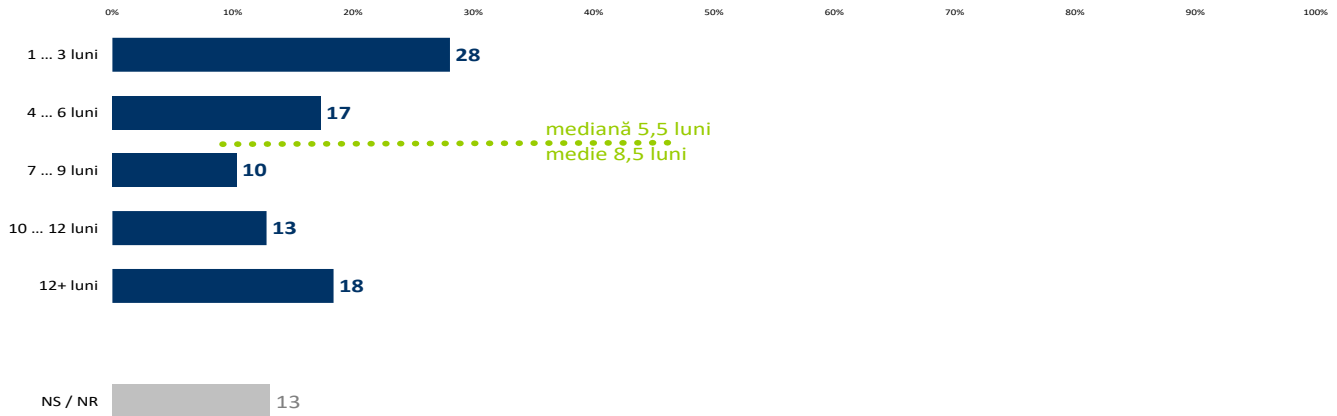 0% 10% 20% 30% 40% 50% 60% 70% 80% 90% 100%
1 ... 3 luni 28
4 ... 6 luni 17
mediană 5,5 luni
medie 8,5 luni
7 ... 9 luni 10
10 ... 12 luni 13
12+ luni 18
NS / NR 13